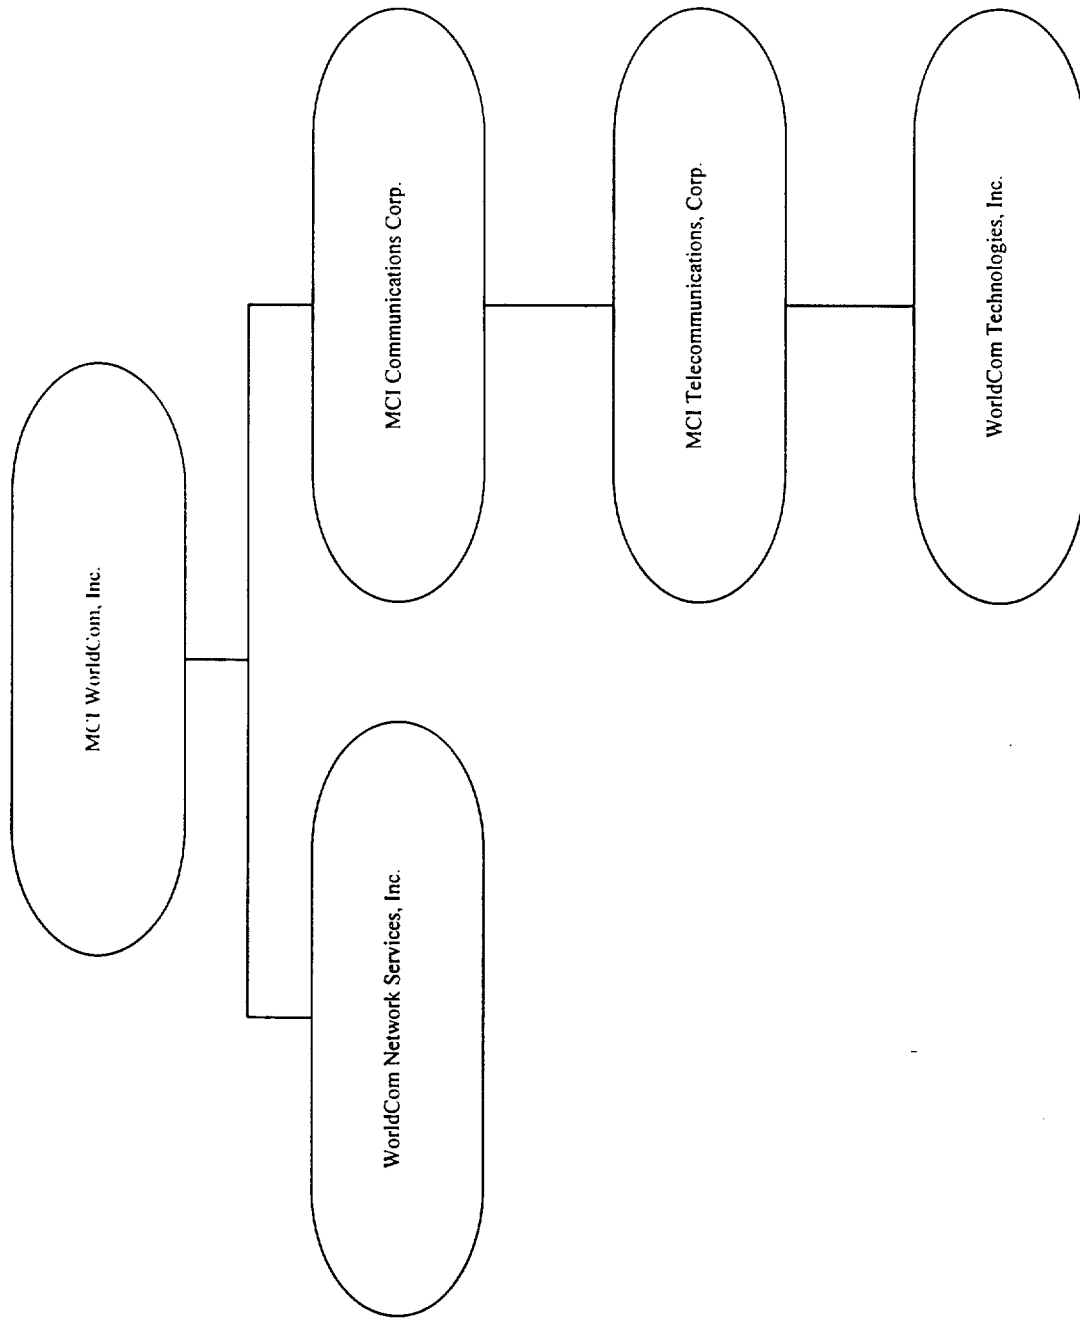 MCI WorldCom, Inc.
WorldCom Network Services, Inc.
MCI Communications Corp.
MCI Telecommunications, Corp.
WorldCom Technologies, Inc.